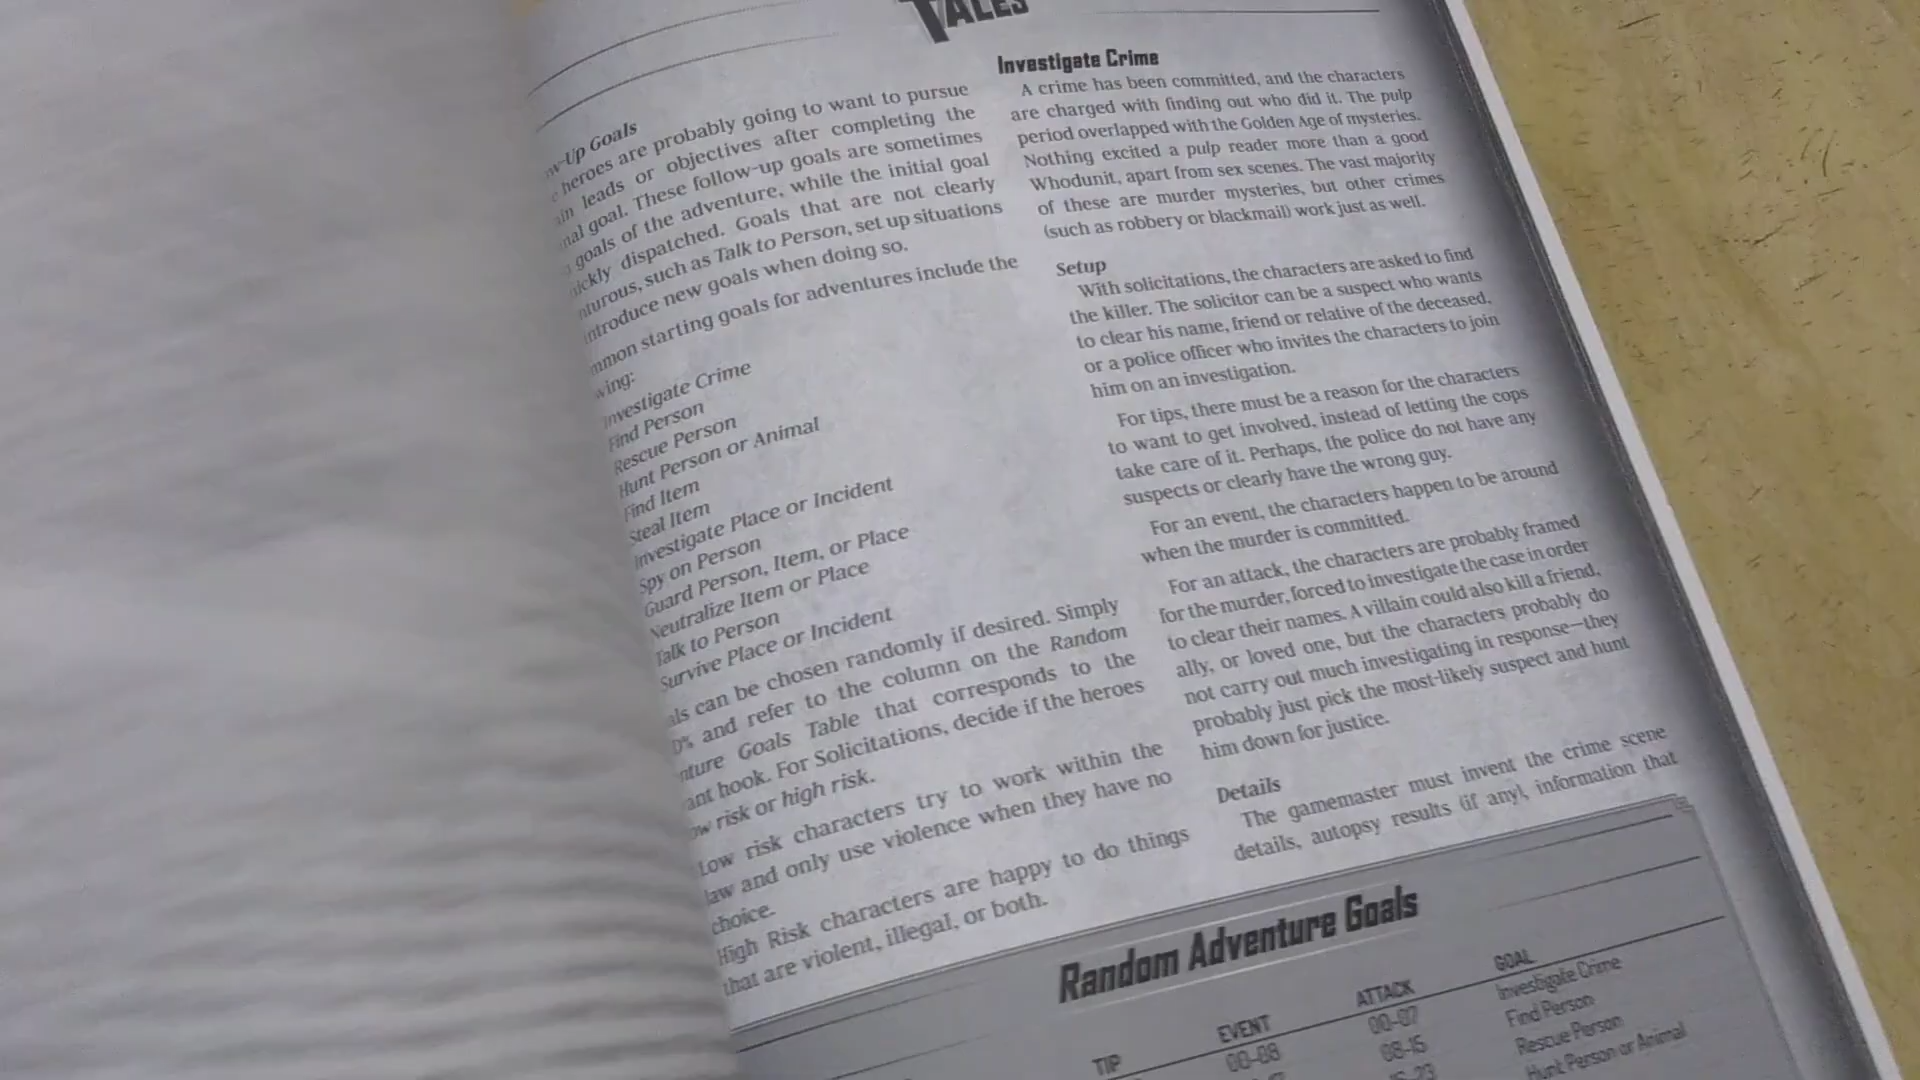 TALES
ow-Up Goals
heroes are probably going to want to pursue
leads or objectives after completing the
goal. These follow-up goals are sometimes
goals of the adventure, while the initial goal
dispatched. Goals that are not clearly
such as Talk to Person, set up situations
introduce new goals when doing so.
starting goals for adventures include the
wing:
Investigate Crime
Find Person
Rescue Person
Hunt Person or Animal
Find Item
Steal Item
Investigate Place or Incident
Spy on Person
Guard Person, Item, or Place
Neutralize Item or Place
Talk to Person
Survive Place or Incident
als can be chosen randomly if desired. Simply
0% and refer to the column on the Random
nture Goals Table that corresponds to the
ant hook. For Solicitations, decide if the heroes
ow risk or high risk.
Low risk characters try to work within the
law and only use violence when they have no
choice.
High Risk characters are happy to do things
that are violent, illegal, or both.
Investigate Crime
A crime has been committed, and the characters
are charged with finding out who did it. The pulp
period overlapped with the Golden Age of mysteries.
Nothing excited a pulp reader more than a good
Whodunit, apart from sex scenes. The vast majority
of these are murder mysteries, but other crimes
(such as robbery or blackmail) work just as well.
Setup
With solicitations, the characters are asked to find
the killer. The solicitor can be a suspect who wants
to clear his name, friend or relative of the deceased,
or a police officer who invites the characters to join
him on an investigation.
For tips, there must be a reason for the characters
to want to get involved, instead of letting the cops
take care of it. Perhaps, the police do not have any
suspects or clearly have the wrong guy.
For an event, the characters happen to be around
when the murder is committed.
For an attack, the characters are probably framed
for the murder, forced to investigate the case in order
to clear their names. A villain could also kill a friend,
ally, or loved one, but the characters probably do
not carry out much investigating in response—they
probably just pick the most-likely suspect and hunt
him down for justice.
Details
The gamemaster must invent the crime scene
details, autopsy results (if any), information that
Random Adventure Goals
TIP EVENT ATTACK GOAL
00-08 00-07 Investigate Crime
08-15 Find Person
Rescue Person
Hunt Person or Animal